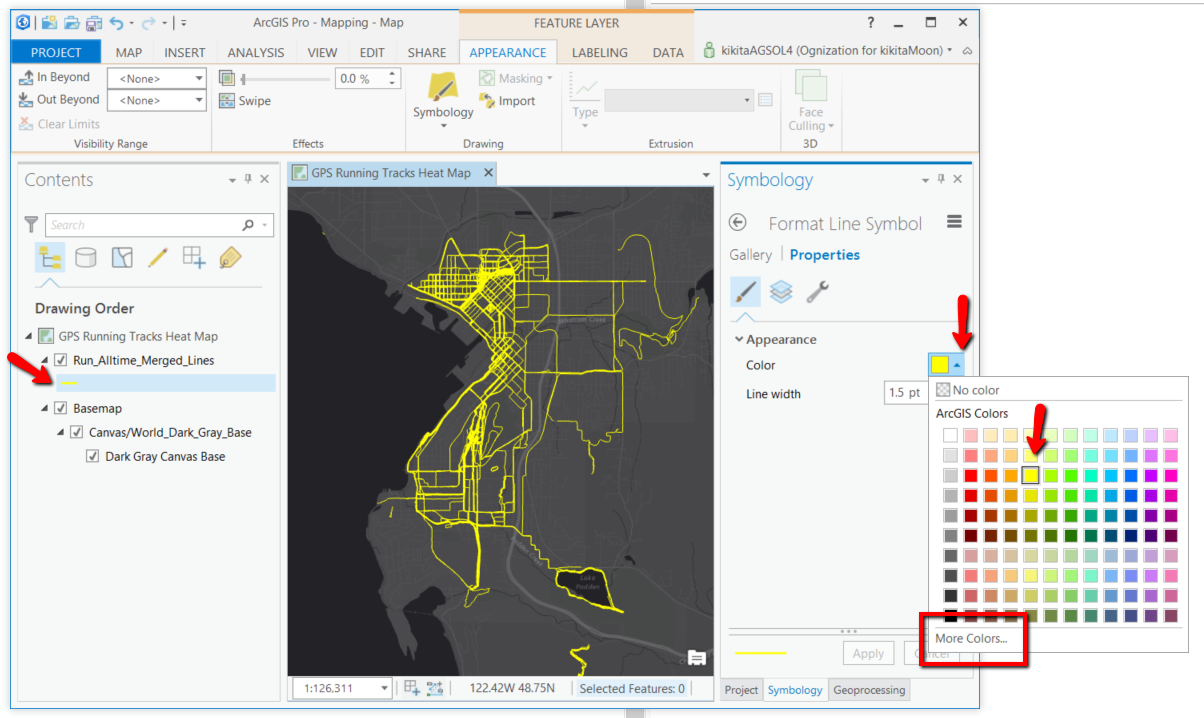 ArcGIS Pro - Mapping - Map
FEATURE LAYER
PROJECT MAP INSERT ANALYSIS VIEW EDIT SHARE APPEARANCE LABELING DATA kikitaAGSOL4 (Ognization for kikitaMoon)
In Beyond <None>
Out Beyond <None>
Clear Limits
Visibility Range
0.0 %
Swipe
Effects
Symbology
Masking
Import
Drawing
Type
Extrusion
Face
Culling
3D
Contents
Search
Drawing Order
GPS Running Tracks Heat Map
Run_Alltime_Merged_Lines
Basemap
Canvas/World_Dark_Gray_Base
Dark Gray Canvas Base
GPS Running Tracks Heat Map
Lake
Padden
1:126,311
122.42W 48.75N
Selected Features: 0
Symbology
Format Line Symbol
Gallery Properties
Appearance
Color
Line width 1.5 pt
No color
ArcGIS Colors
More Colors...
Apply Cancel
Project Symbology Geoprocessing